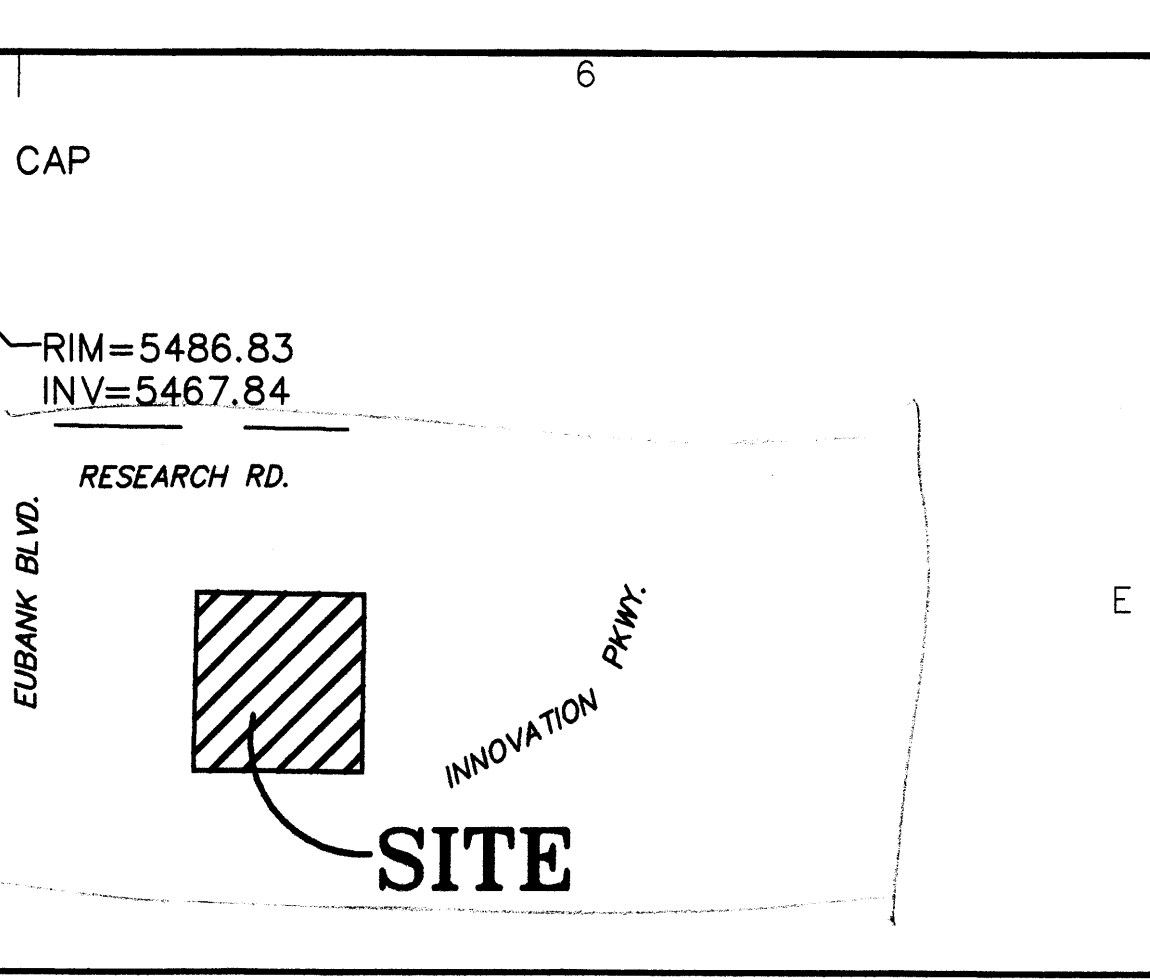 6
CAP
RIM=5486.83
INV=5467.84
RESEARCH RD.
EUBANK BLVD.
E
INNOVATION PKWY.
SITE